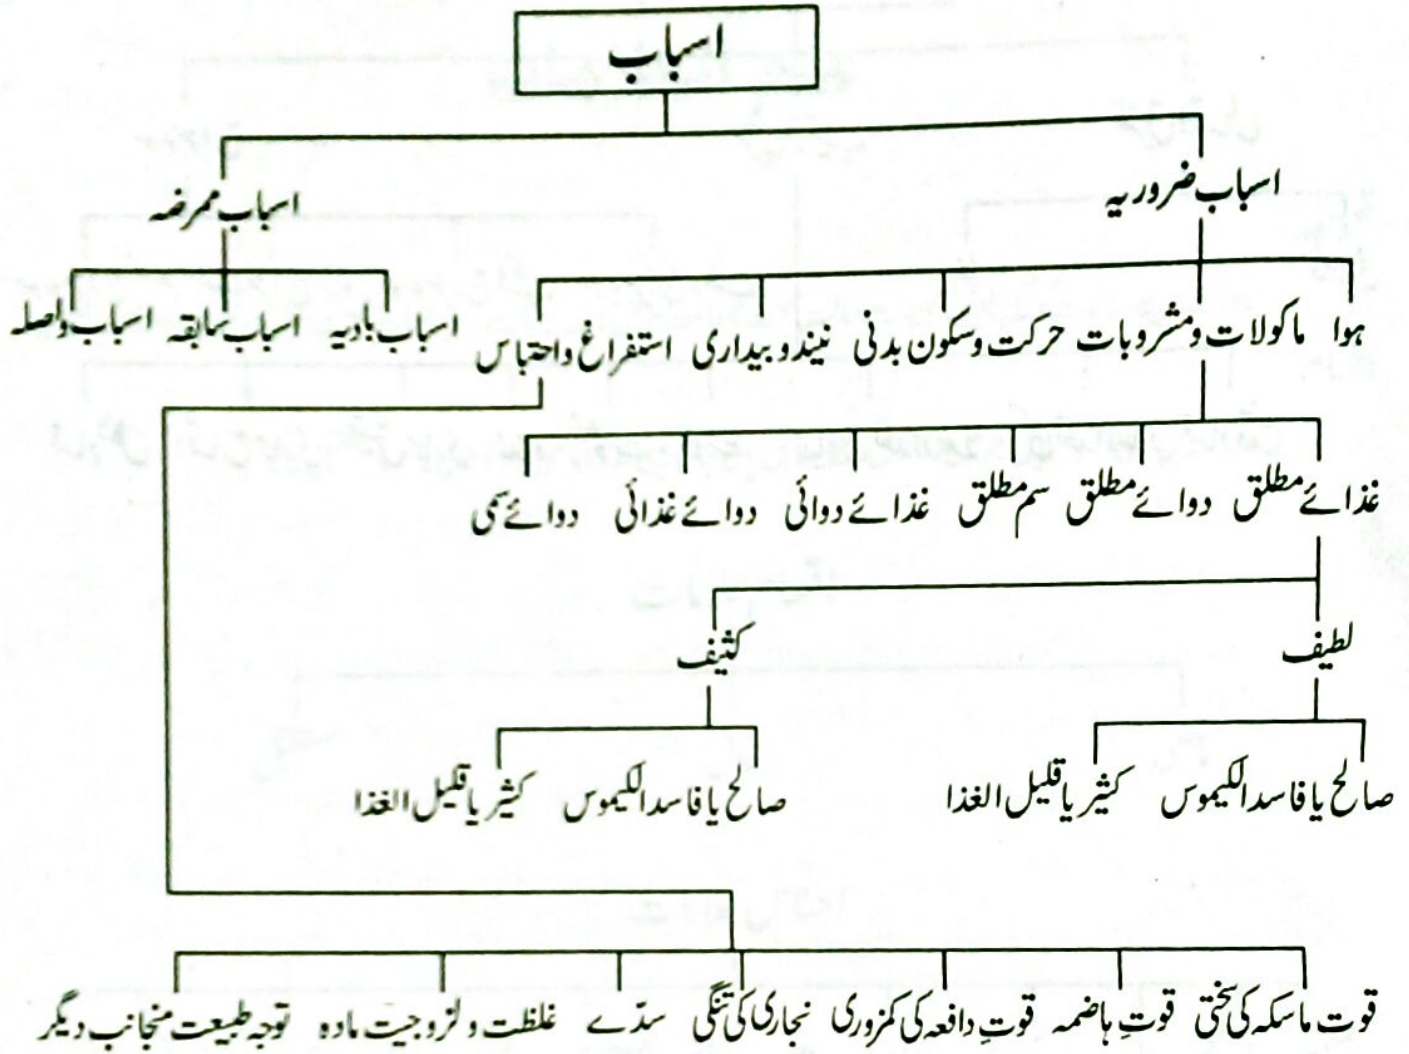 اسباب
اسباب ضروریہ اسباب ممرضہ
ہوا ماکولات ومشروبات حرکت وسکون بدنی نیند وبیداری استفراغ واحتباس اسباب بادیہ اسباب سابقہ اسباب واصلہ
غذائے مطلق دوائے مطلق سم مطلق غذائے دوائی دوائے غذائی دوائے سمی
لطیف کثیف
صالح یا فاسد الکیموس کثیر یا قلیل الغذا صالح یا فاسد الکیموس کثیر یا قلیل الغذا
قوت ماسکہ کی سختی قوتِ ہاضمہ قوتِ دافعہ کی کمزوری مجاری کی تنگی سدّے غلظت و لزوجیت مادہ توجہ طبیعت منجانب دیگر